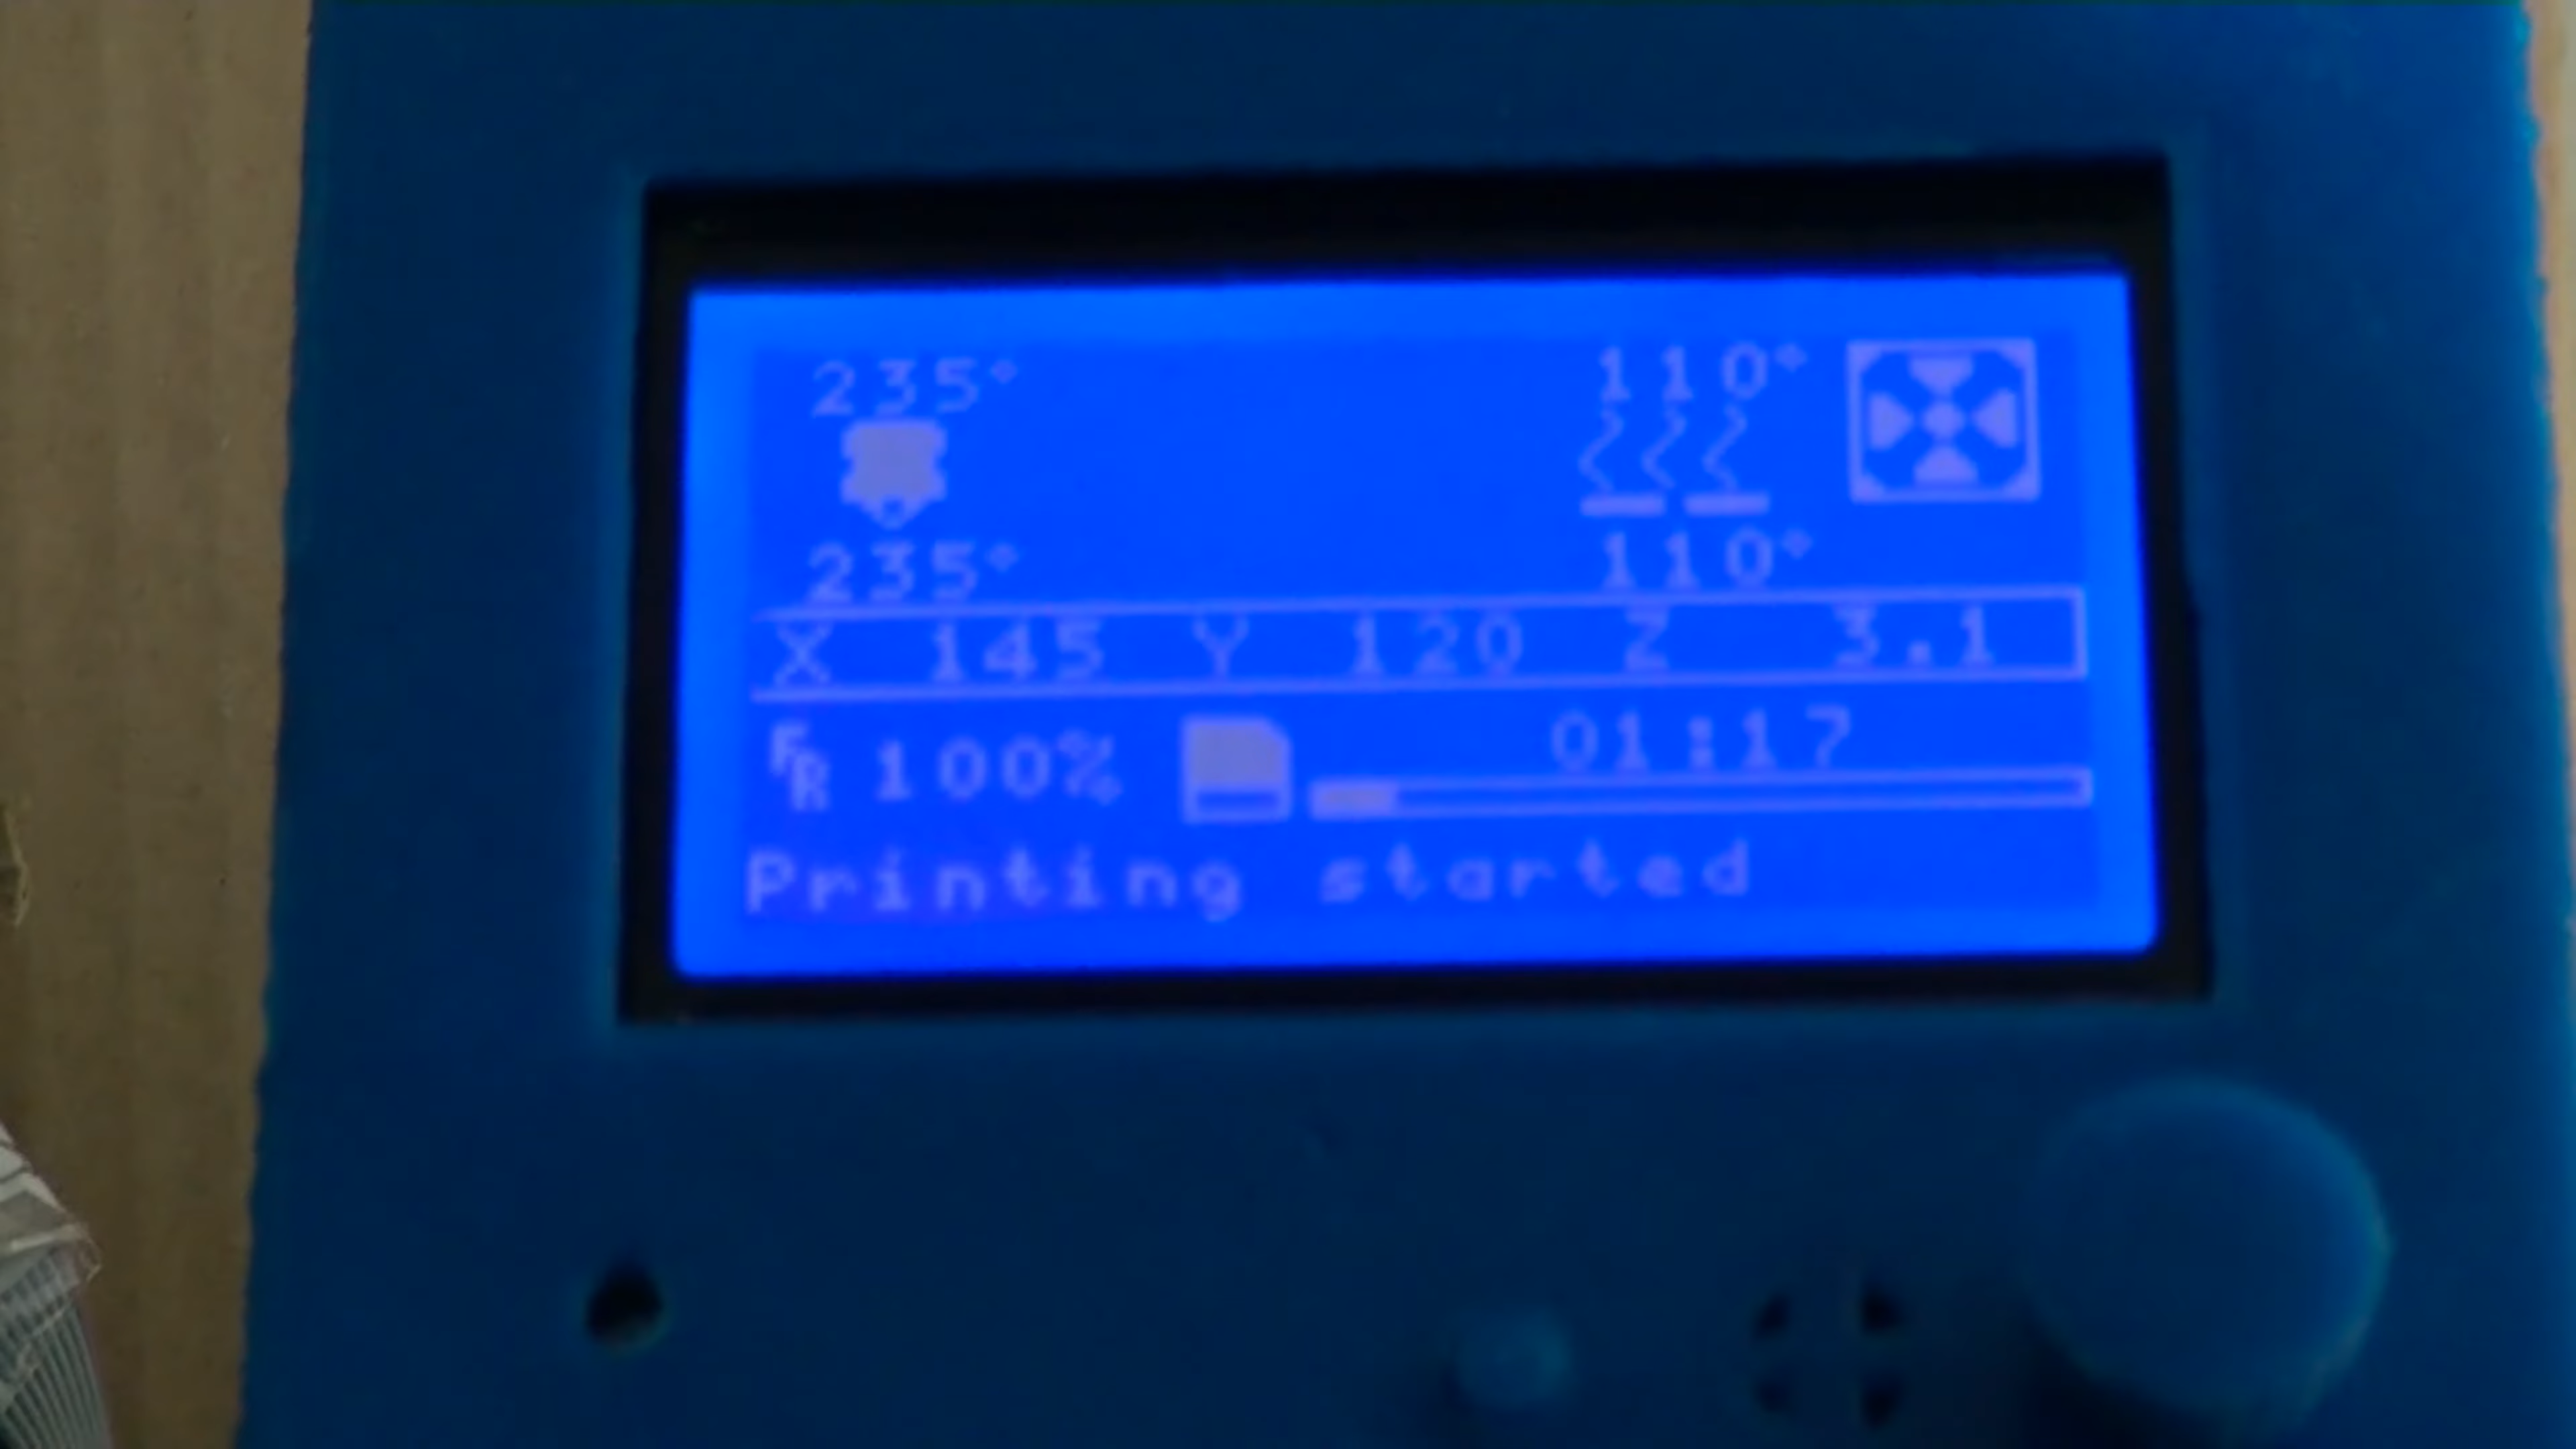 235° 110°
235° 110°
X 145 Y 120 Z 3.1
FR 100% 01:17
Printing started